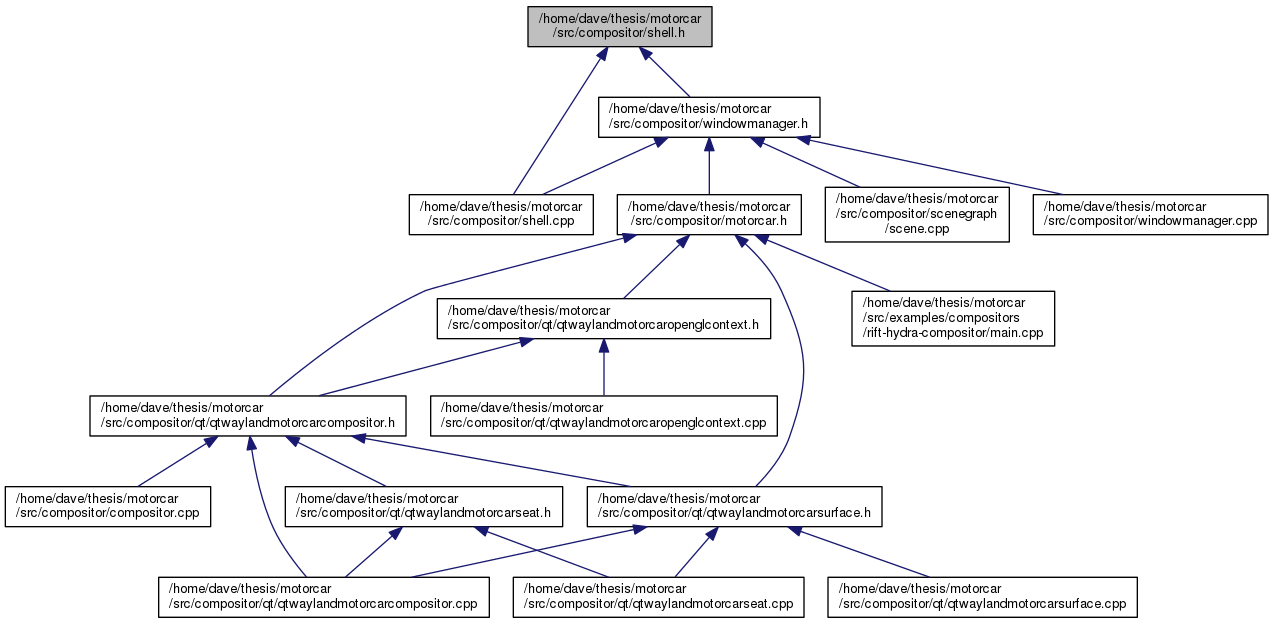 /home/dave/thesis/motorcar
/src/compositor/shell.h
/home/dave/thesis/motorcar
/src/compositor/windowmanager.h
/home/dave/thesis/motorcar
/src/compositor/shell.cpp
/home/dave/thesis/motorcar
/src/compositor/motorcar.h
/home/dave/thesis/motorcar
/src/compositor/scenegraph
/scene.cpp
/home/dave/thesis/motorcar
/src/compositor/windowmanager.cpp
/home/dave/thesis/motorcar
/src/compositor/qt/qtwaylandmotorcaropenglcontext.h
/home/dave/thesis/motorcar
/src/examples/compositors
/rift-hydra-compositor/main.cpp
/home/dave/thesis/motorcar
/src/compositor/qt/qtwaylandmotorcarcompositor.h
/home/dave/thesis/motorcar
/src/compositor/qt/qtwaylandmotorcaropenglcontext.cpp
/home/dave/thesis/motorcar
/src/compositor/compositor.cpp
/home/dave/thesis/motorcar
/src/compositor/qt/qtwaylandmotorcarseat.h
/home/dave/thesis/motorcar
/src/compositor/qt/qtwaylandmotorcarsurface.h
/home/dave/thesis/motorcar
/src/compositor/qt/qtwaylandmotorcarcompositor.cpp
/home/dave/thesis/motorcar
/src/compositor/qt/qtwaylandmotorcarseat.cpp
/home/dave/thesis/motorcar
/src/compositor/qt/qtwaylandmotorcarsurface.cpp